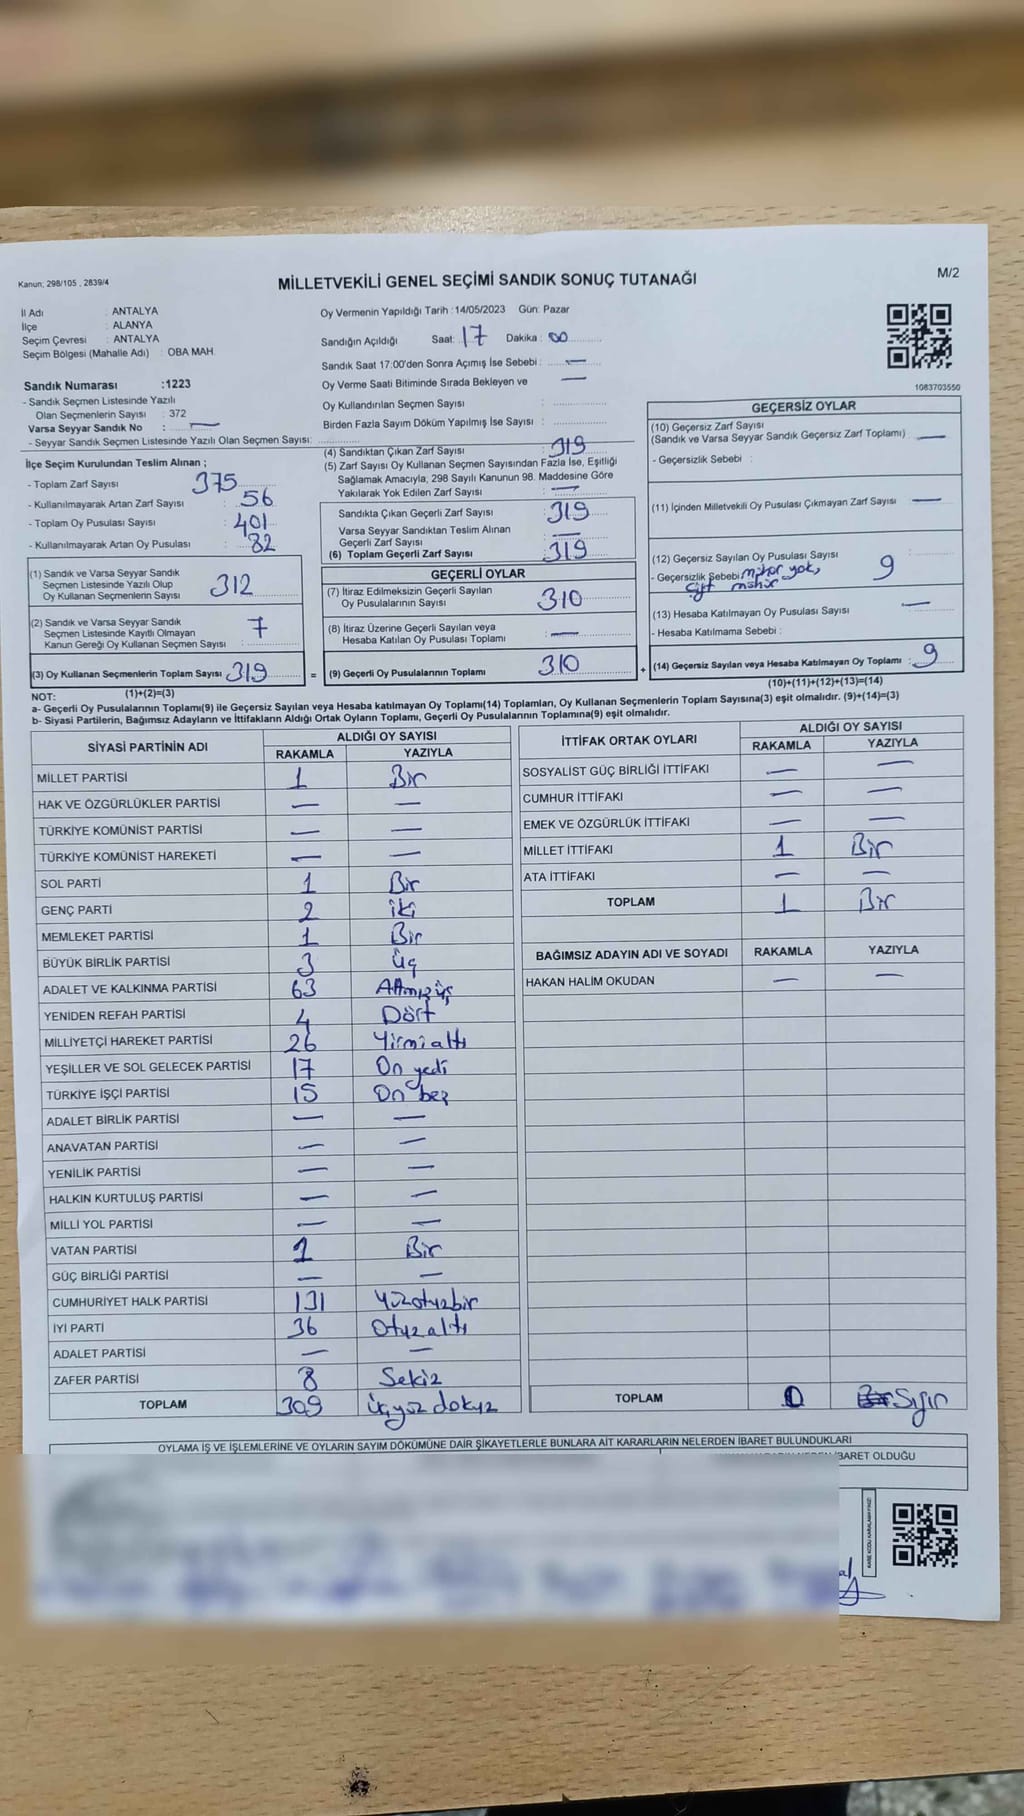 Kanun; 298/105 , 2839/4
MİLLETVEKİLİ GENEL SEÇİMİ SANDIK SONUÇ TUTANAĞI
M/2
İl Adı : ANTALYA
İlçe : ALANYA
Seçim Çevresi : ANTALYA
Seçim Bölgesi (Mahalle Adı) : OBA MAH.
Sandık Numarası :1223
- Sandık Seçmen Listesinde Yazılı
Olan Seçmenlerin Sayısı : 372
Varsa Seyyar Sandık No : —
- Seyyar Sandık Seçmen Listesinde Yazılı Olan Seçmen Sayısı:
Oy Vermenin Yapıldığı Tarih :14/05/2023 Gün: Pazar
Sandığın Açıldığı Saat: 17 Dakika : 00
Sandık Saat 17:00'den Sonra Açımış İse Sebebi : —
Oy Verme Saati Bitiminde Sırada Bekleyen ve —
Oy Kullandırılan Seçmen Sayısı :
Birden Fazla Sayım Döküm Yapılmış İse Sayısı :
1083703550
İlçe Seçim Kurulundan Teslim Alınan ;
- Toplam Zarf Sayısı : 375
- Kullanılmayarak Artan Zarf Sayısı : 56
- Toplam Oy Pusulası Sayısı : 401
- Kullanılmayarak Artan Oy Pusulası : 82
(1) Sandık ve Varsa Seyyar Sandık
Seçmen Listesinde Yazılı Olup
Oy Kullanan Seçmenlerin Sayısı 312
(2) Sandık ve Varsa Seyyar Sandık
Seçmen Listesinde Kayıtlı Olmayan
Kanun Gereği Oy Kullanan Seçmen Sayısı : 7
(3) Oy Kullanan Seçmenlerin Toplam Sayısı : 319 =
(4) Sandıktan Çıkan Zarf Sayısı : 319
(5) Zarf Sayısı Oy Kullanan Seçmen Sayısından Fazla İse, Eşitliği
Sağlamak Amacıyla; 298 Sayılı Kanunun 98. Maddesine Göre
Yakılarak Yok Edilen Zarf Sayısı : —
Sandıkta Çıkan Geçerli Zarf Sayısı : 319
Varsa Seyyar Sandıktan Teslim Alınan
Geçerli Zarf Sayısı : —
(6) Toplam Geçerli Zarf Sayısı : 319
GEÇERLİ OYLAR
(7) İtiraz Edilmeksizin Geçerli Sayılan
Oy Pusulalarının Sayısı : 310
(8) İtiraz Üzerine Geçerli Sayılan veya
Hesaba Katılan Oy Pusulası Toplamı : —
(9) Geçerli Oy Pusulalarının Toplamı : 310 +
GEÇERSİZ OYLAR
(10) Geçersiz Zarf Sayısı
(Sandık ve Varsa Seyyar Sandık Geçersiz Zarf Toplamı) : —
- Geçersizlik Sebebi :
(11) İçinden Milletvekili Oy Pusulası Çıkmayan Zarf Sayısı : —
(12) Geçersiz Sayılan Oy Pusulası Sayısı : 9
- Geçersizlik Sebebi: mühür yok,
çift mühür
(13) Hesaba Katılmayan Oy Pusulası Sayısı : —
- Hesaba Katılmama Sebebi :
(14) Geçersiz Sayılan veya Hesaba Katılmayan Oy Toplamı : 9
NOT: (1)+(2)=(3)
(10)+(11)+(12)+(13)=(14)
a- Geçerli Oy Pusulalarının Toplamı(9) ile Geçersiz Sayılan veya Hesaba katılmayan Oy Toplamı(14) Toplamları, Oy Kullanan Seçmenlerin Toplam Sayısına(3) eşit olmalıdır. (9)+(14)=(3)
b- Siyasi Partilerin, Bağımsız Adayların ve İttifakların Aldığı Ortak Oyların Toplamı, Geçerli Oy Pusulalarının Toplamına(9) eşit olmalıdır.
SİYASİ PARTİNİN ADI ALDIĞI OY SAYISI
RAKAMLA YAZIYLA
MİLLET PARTİSİ 1 Bir
HAK VE ÖZGÜRLÜKLER PARTİSİ — —
TÜRKİYE KOMÜNİST PARTİSİ — —
TÜRKİYE KOMÜNİST HAREKETİ — —
SOL PARTİ 1 Bir
GENÇ PARTİ 2 iki
MEMLEKET PARTİSİ 1 Bir
BÜYÜK BİRLİK PARTİSİ 3 Üç
ADALET VE KALKINMA PARTİSİ 63 Altmış üç
YENİDEN REFAH PARTİSİ 4 Dört
MİLLİYETÇİ HAREKET PARTİSİ 26 Yirmi altı
YEŞİLLER VE SOL GELECEK PARTİSİ 17 On yedi
TÜRKİYE İŞÇİ PARTİSİ 15 On beş
ADALET BİRLİK PARTİSİ — —
ANAVATAN PARTİSİ — —
YENİLİK PARTİSİ — —
HALKIN KURTULUŞ PARTİSİ — —
MİLLİ YOL PARTİSİ — —
VATAN PARTİSİ 1 Bir
GÜÇ BİRLİĞİ PARTİSİ — —
CUMHURİYET HALK PARTİSİ 131 Yüzotuzbir
İYİ PARTİ 36 Otuz altı
ADALET PARTİSİ — —
ZAFER PARTİSİ 8 Sekiz
TOPLAM 309 Üçyüz dokuz
İTTİFAK ORTAK OYLARI ALDIĞI OY SAYISI
RAKAMLA YAZIYLA
SOSYALİST GÜÇ BİRLİĞİ İTTİFAKI — —
CUMHUR İTTİFAKI — —
EMEK VE ÖZGÜRLÜK İTTİFAKI — —
MİLLET İTTİFAKI 1 Bir
ATA İTTİFAKI — —
TOPLAM 1 Bir
BAĞIMSIZ ADAYIN ADI VE SOYADI RAKAMLA YAZIYLA
HAKAN HALİM OKUDAN — —
TOPLAM 0 Sıfır
OYLAMA İŞ VE İŞLEMLERİNE VE OYLARIN SAYIM DÖKÜMÜNE DAİR ŞİKAYETLERLE BUNLARA AİT KARARLARIN NELERDEN İBARET BULUNDUKLARI
İBARET OLDUĞU